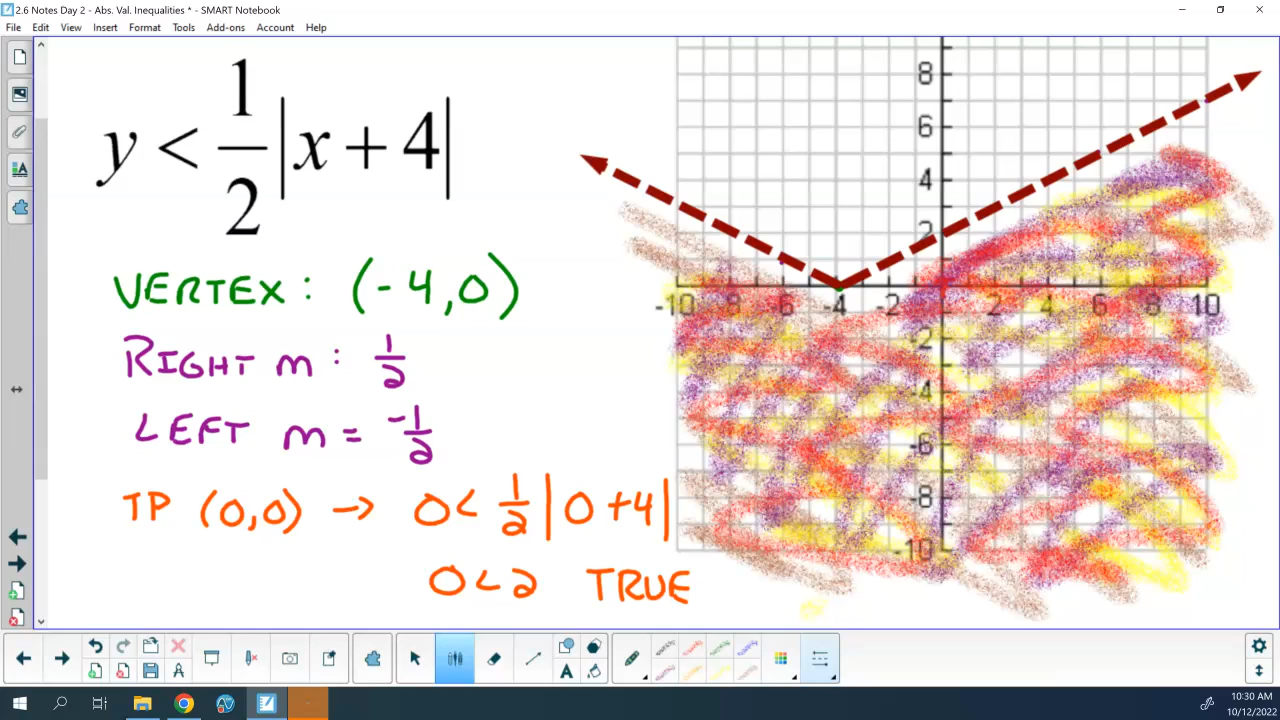 2.6 Notes Day 2 - Abs. Val. Inequalities * - SMART Notebook
File Edit View Insert Format Tools Add-ons Account Help
y < 1/2 |x + 4|
VERTEX : (-4,0)
RIGHT m : 1/2
LEFT m = -1/2
TP (0,0) → 0 < 1/2 |0 + 4|
0 < 2 TRUE
8
6
4
2
-10 -8 -6 -4 -2 2 4 6 8 10
-2
-4
-6
-8
-10
A
10:30 AM
10/12/2022